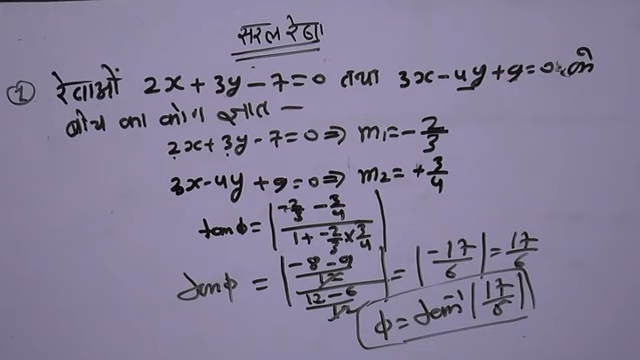 सरल रेखा
① रेखाओं 2x + 3y - 7 = 0 तथा 3x - 4y + 9 = 0 के
बीच का कोण ज्ञात —
2x + 3y - 7 = 0 ⇒ m₁ = -2/3
3x - 4y + 9 = 0 ⇒ m₂ = +3/4
tanϕ = |(-2/3 - 3/4)/(1 + -2/3 × 3/4)|
tanϕ = |((-8 - 9)/12)/((12 - 6)/12)| = |-17/6| = 17/6
ϕ = tan⁻¹(17/6)